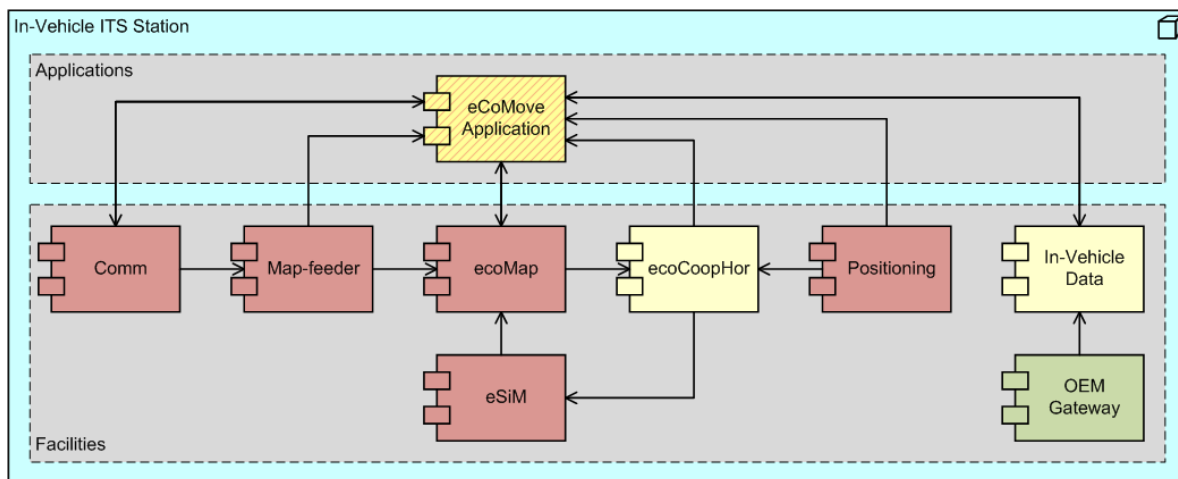 In-Vehicle ITS Station
Applications
eCoMove
Application
Comm
Map-feeder
ecoMap
ecoCoopHor
Positioning
In-Vehicle
Data
eSiM
OEM
Gateway
Facilities